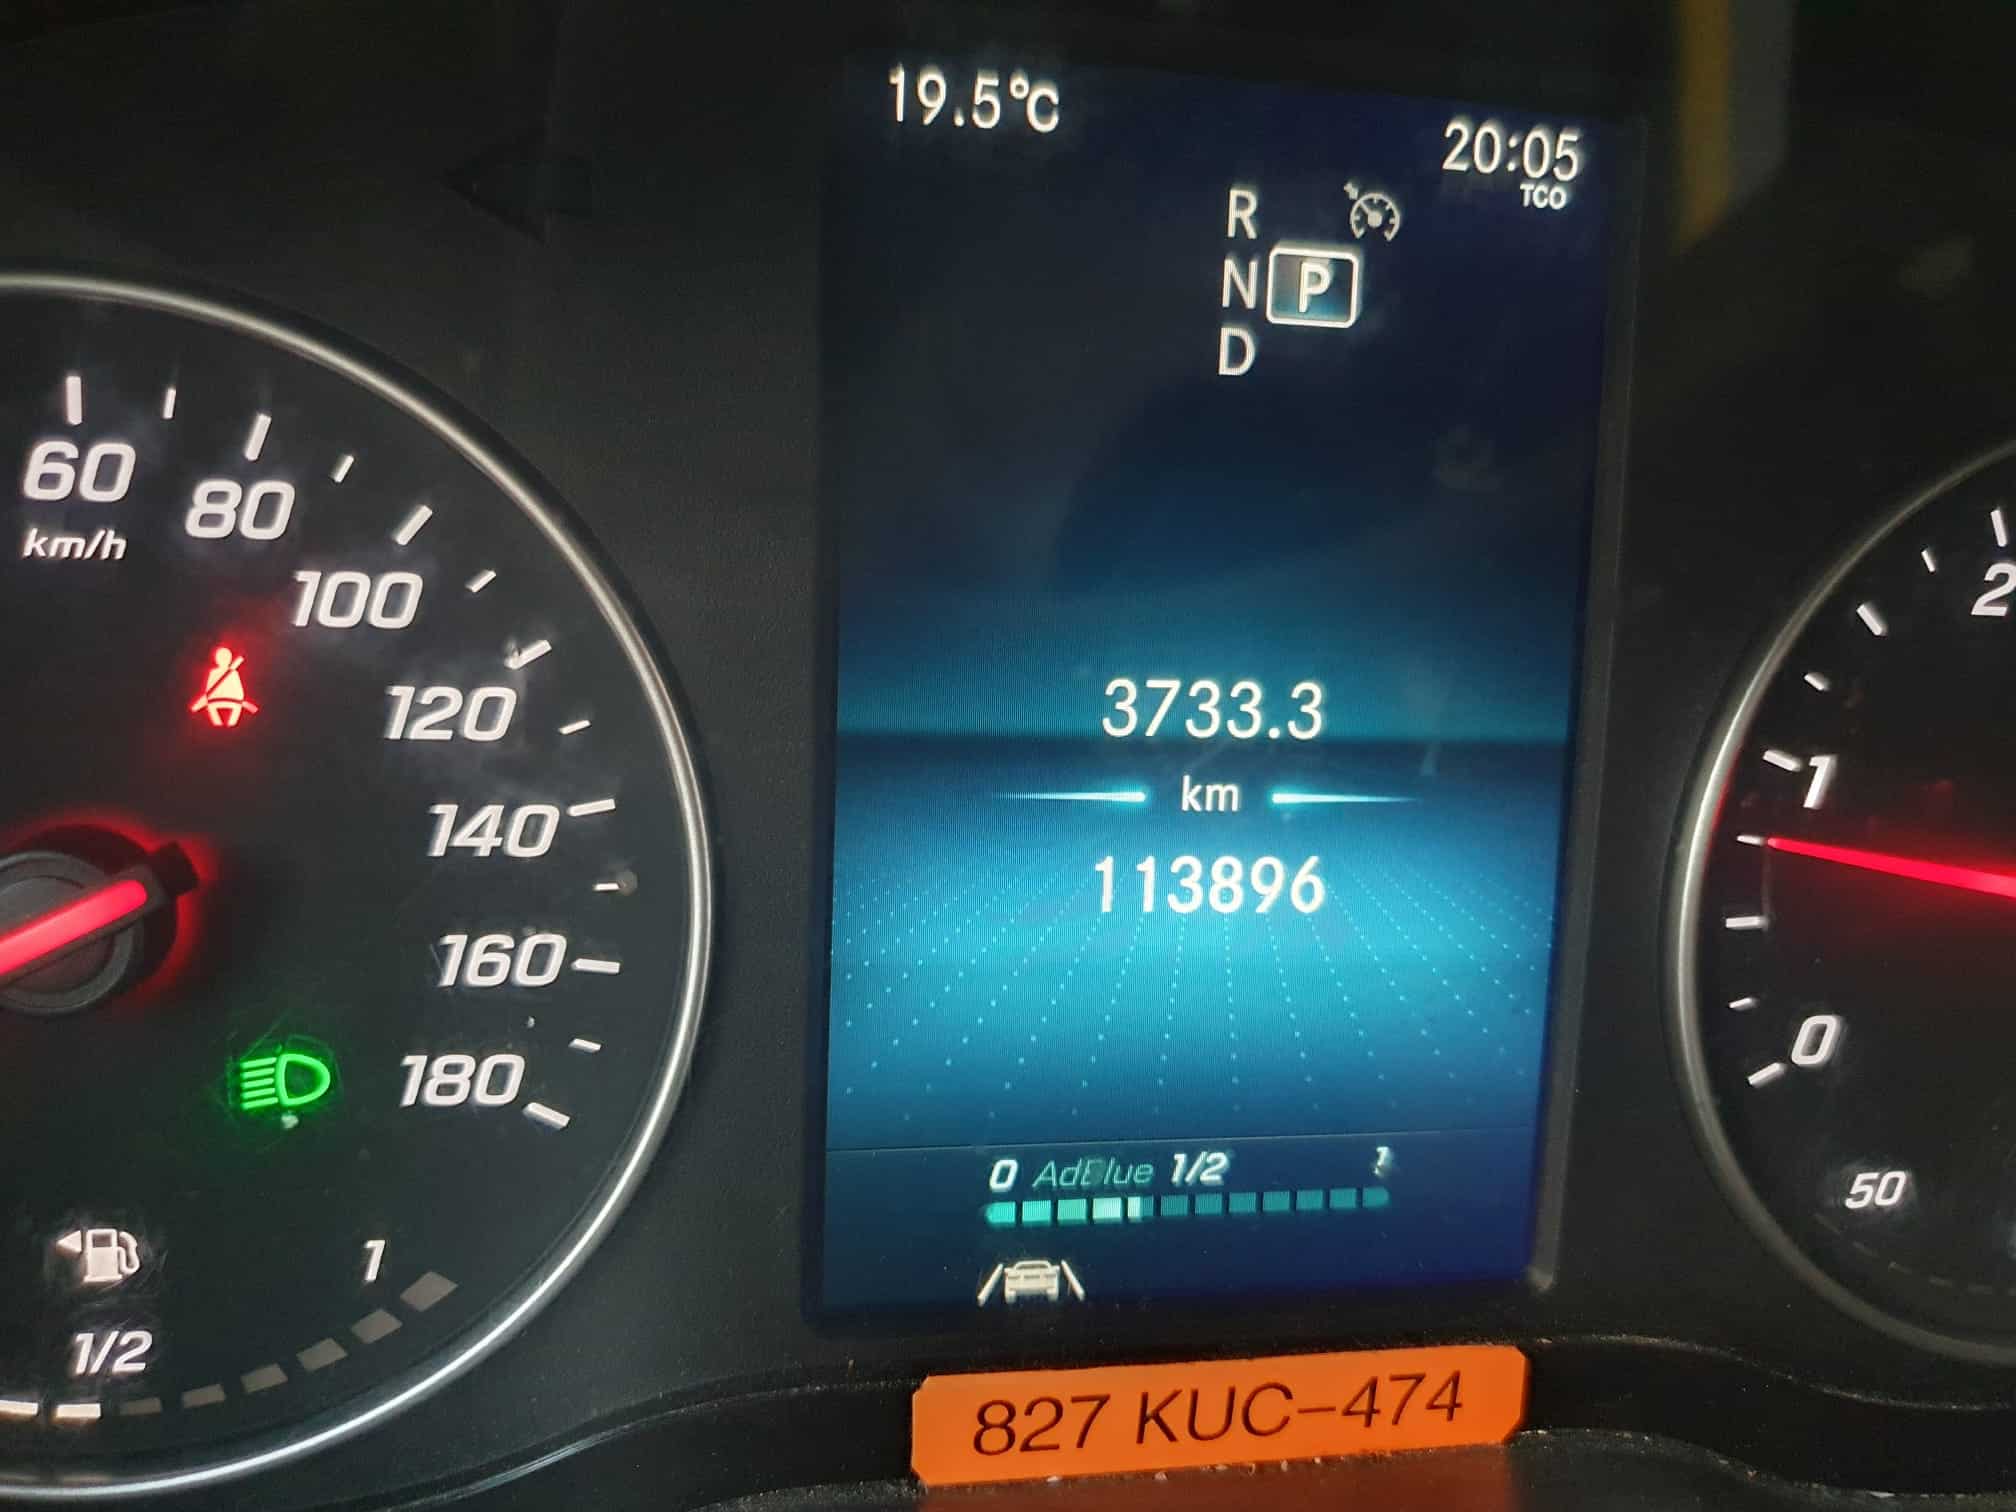 19.5°C
20:05
TCO
R
N P
D
60
km/h
80
100
120
140
160
180
1
1/2
3733.3
km
113896
0 AdBlue 1/2 1
2
1
0
50
827 KUC-474